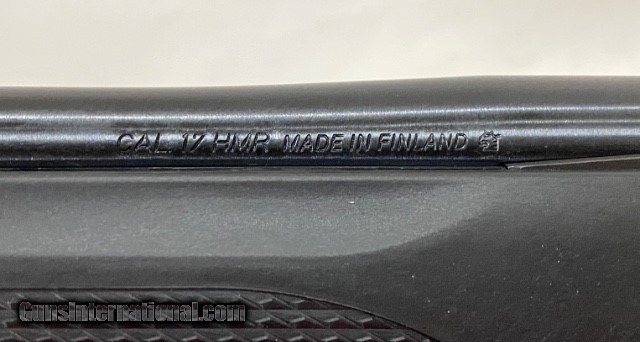 CAL. 17 HMR MADE IN FINLAND
GunsInternational.com